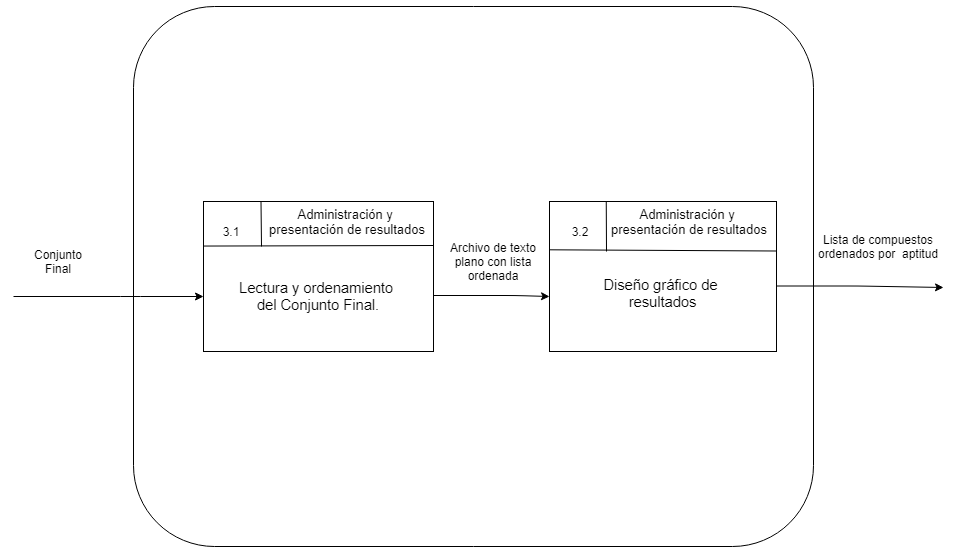 Conjunto
Final
3.1
Administración y
presentación de resultados
Lectura y ordenamiento
del Conjunto Final.
Archivo de texto
plano con lista
ordenada
3.2
Administración y
presentación de resultados
Diseño gráfico de
resultados
Lista de compuestos
ordenados por aptitud